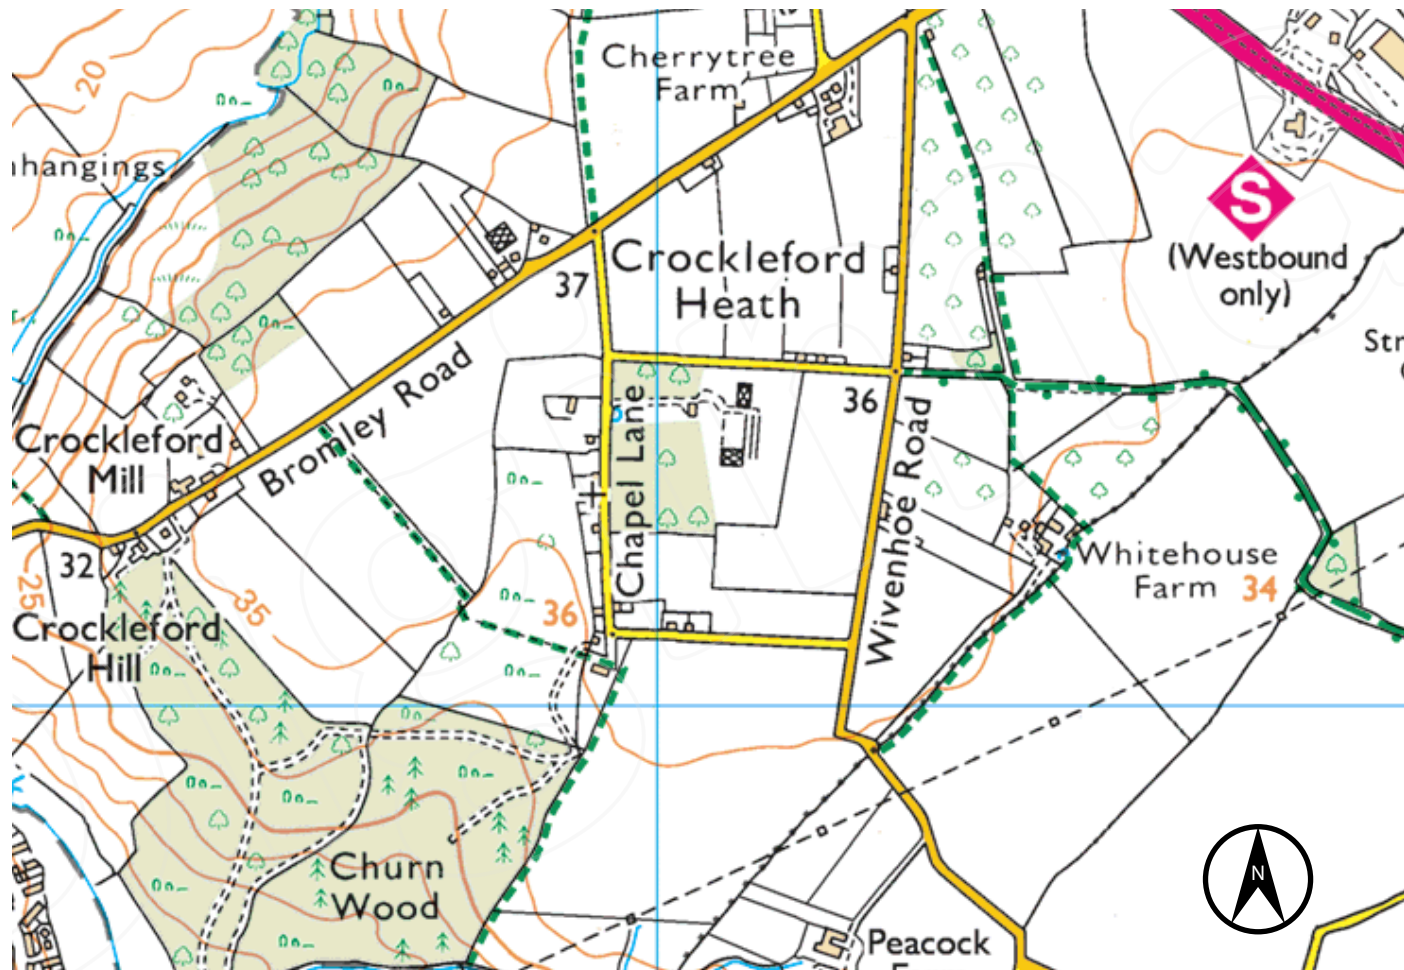 Cherrytree
Farm
20
hangings
S
(Westbound
only)
Crockleford
Heath
37
Str
Bromley Road
Chapel Lane
36
Wivenhoe Road
Crockleford
Mill
32
25
35
36
Whitehouse
Farm
34
Crockleford
Hill
Churn
Wood
N
Peacock